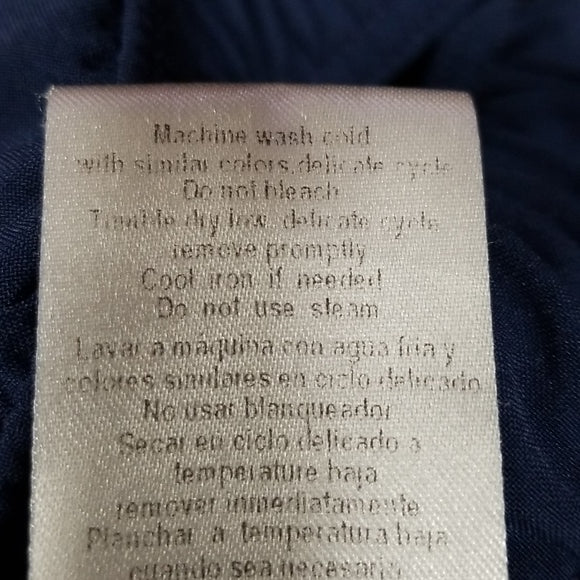 Machine wash cold
with similar colors, delicate cycle
Do not bleach
Tumble dry low, delicate cycle
remove promptly
Cool iron if needed
Do not use steam
Lavar a máquina con agua fria y
colores similares en ciclo delicado
No usar blanqueador
Secar en ciclo delicado a
temperature baja
remover inmediatamente
Planchar a temperatura baja
cuando sea necesario